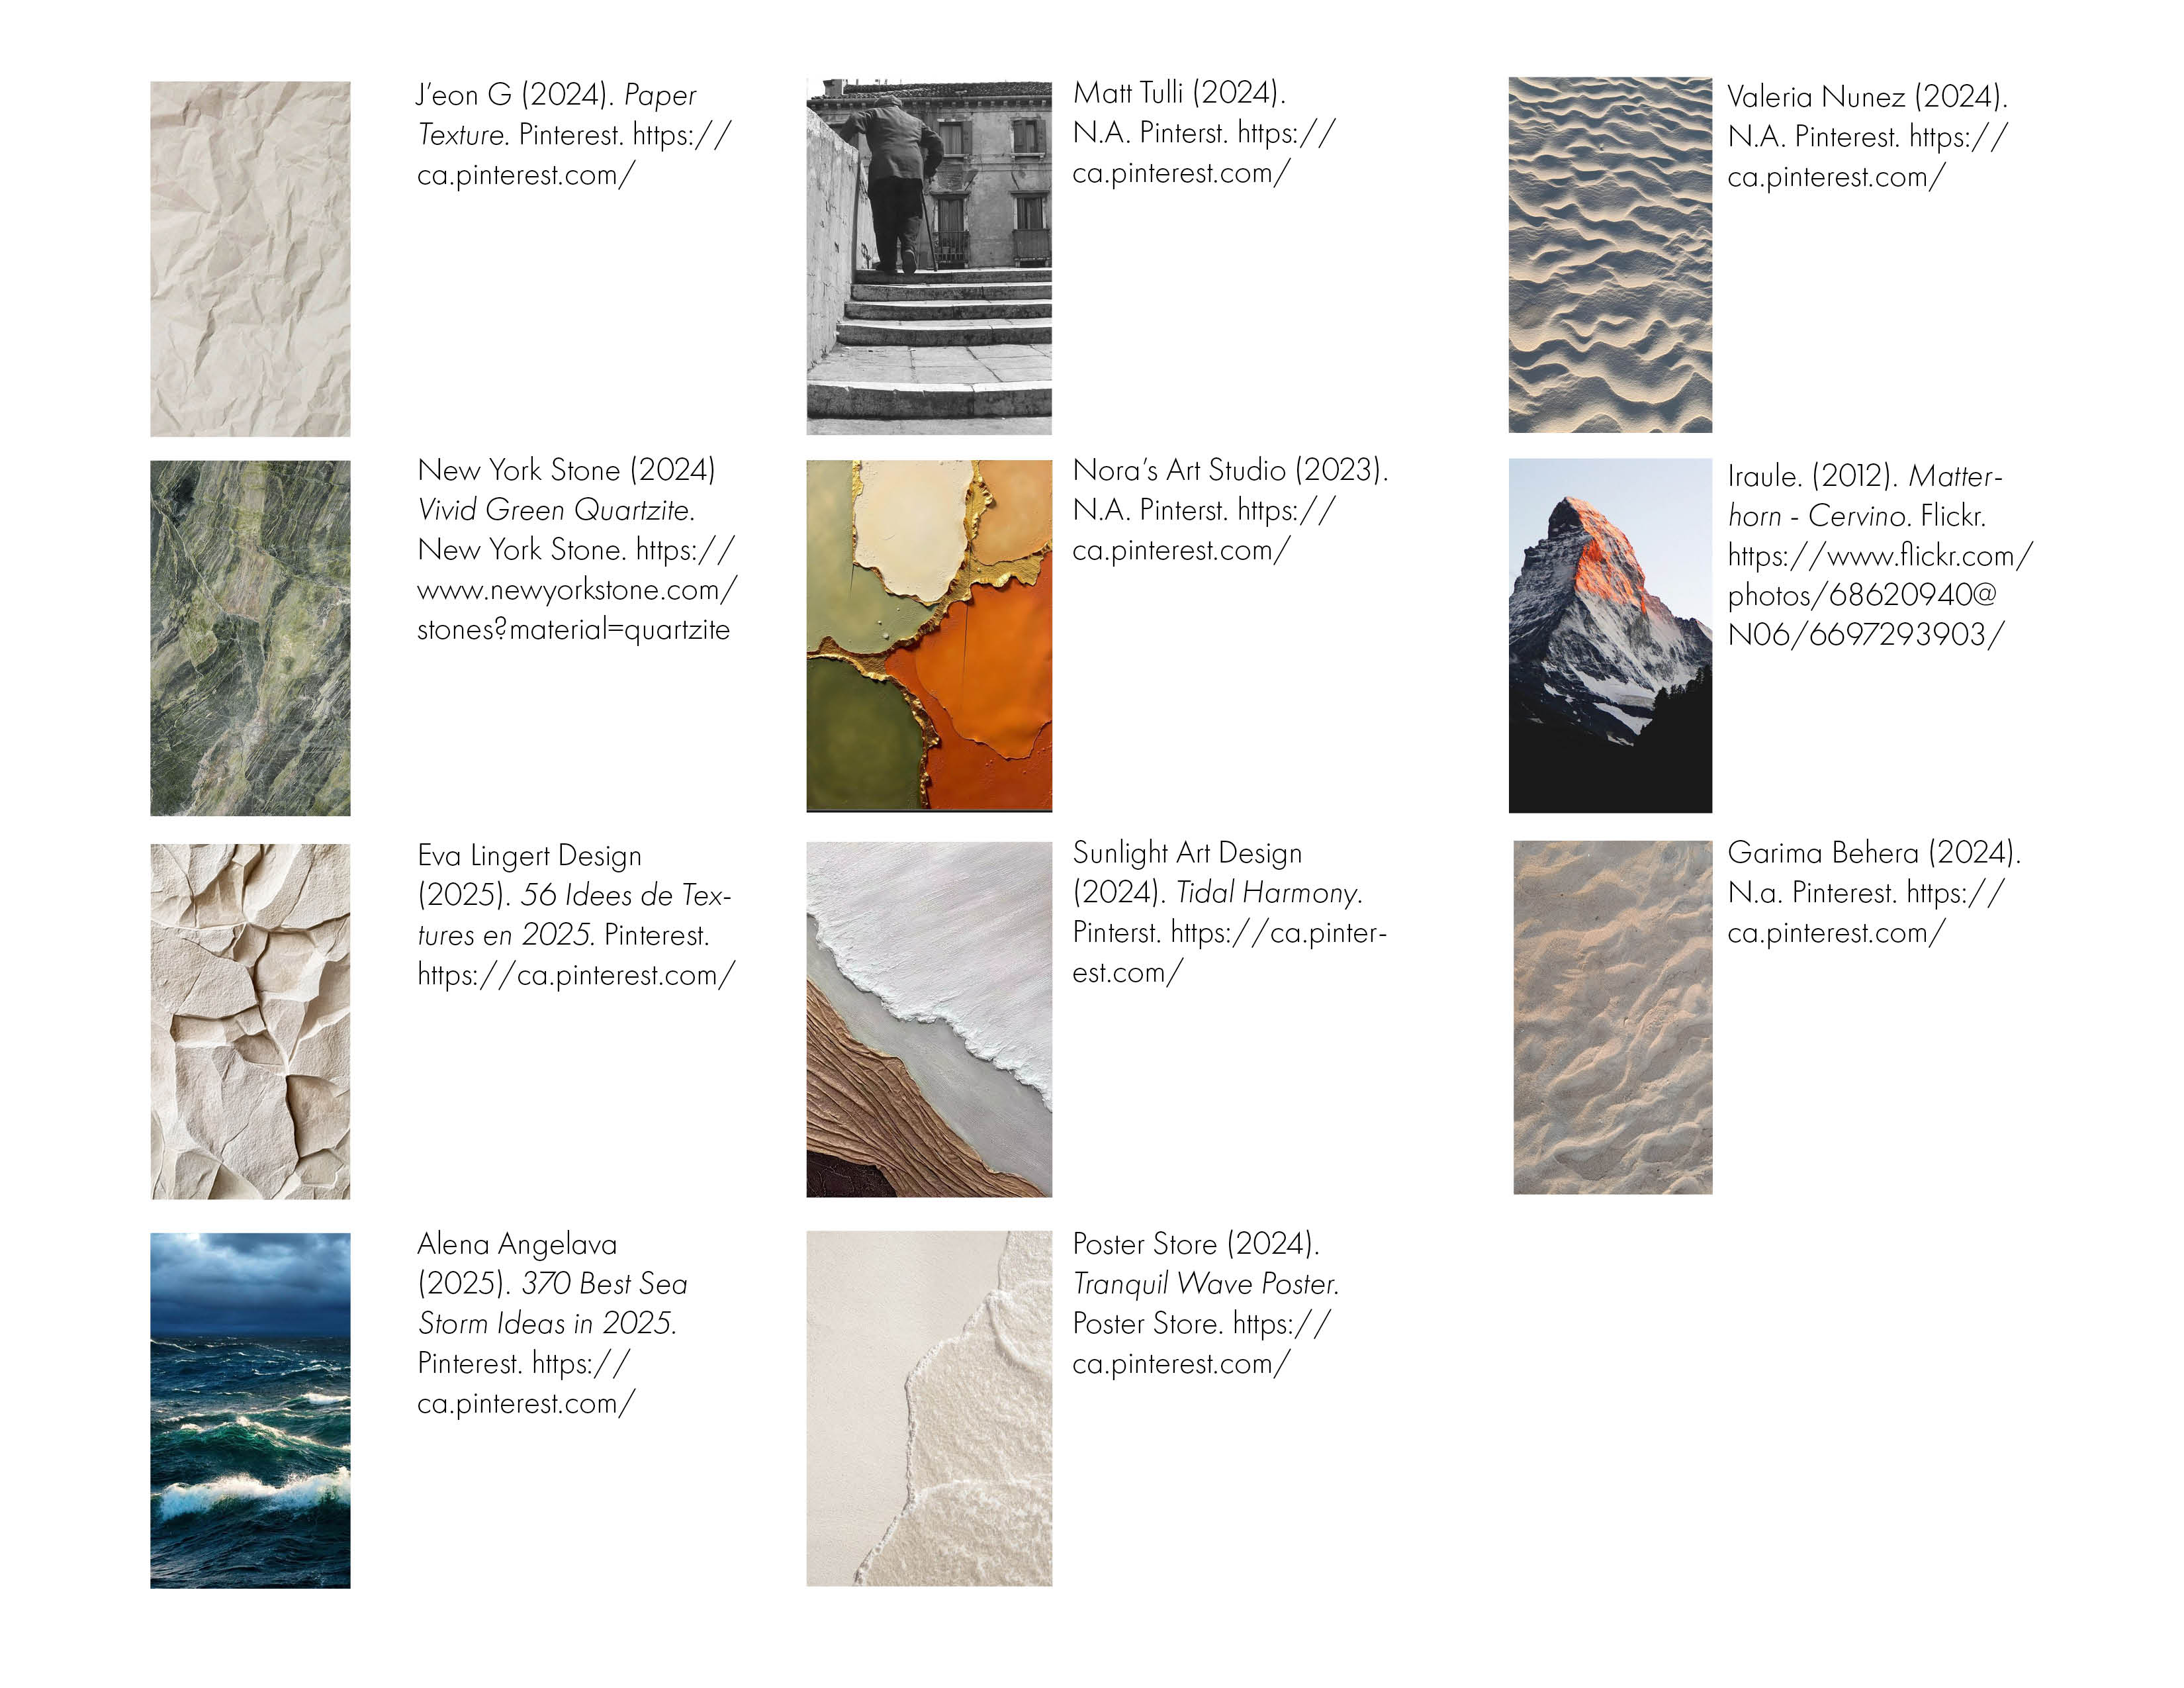 J'eon G (2024). Paper
Texture. Pinterest. https://
ca.pinterest.com/
New York Stone (2024)
Vivid Green Quartzite.
New York Stone. https://
www.newyorkstone.com/
stones?material=quartzite
Eva Lingert Design
(2025). 56 Idees de Tex-
tures en 2025. Pinterest.
https://ca.pinterest.com/
Alena Angelava
(2025). 370 Best Sea
Storm Ideas in 2025.
Pinterest. https://
ca.pinterest.com/
Matt Tulli (2024).
N.A. Pinterst. https://
ca.pinterest.com/
Nora's Art Studio (2023).
N.A. Pinterst. https://
ca.pinterest.com/
Sunlight Art Design
(2024). Tidal Harmony.
Pinterst. https://ca.pinter-
est.com/
Poster Store (2024).
Tranquil Wave Poster.
Poster Store. https://
ca.pinterest.com/
Valeria Nunez (2024).
N.A. Pinterest. https://
ca.pinterest.com/
Iraule. (2012). Matter-
horn - Cervino. Flickr.
https://www.flickr.com/
photos/68620940@
N06/6697293903/
Garima Behera (2024).
N.a. Pinterest. https://
ca.pinterest.com/